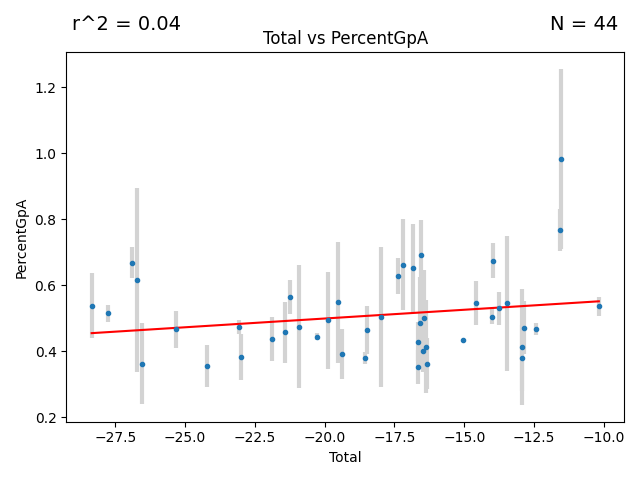 r^2 = 0.04
N = 44
Total vs PercentGpA
PercentGpA
1.2
1.0
0.8
0.6
0.4
0.2
−27.5 −25.0 −22.5 −20.0 −17.5 −15.0 −12.5 −10.0
Total